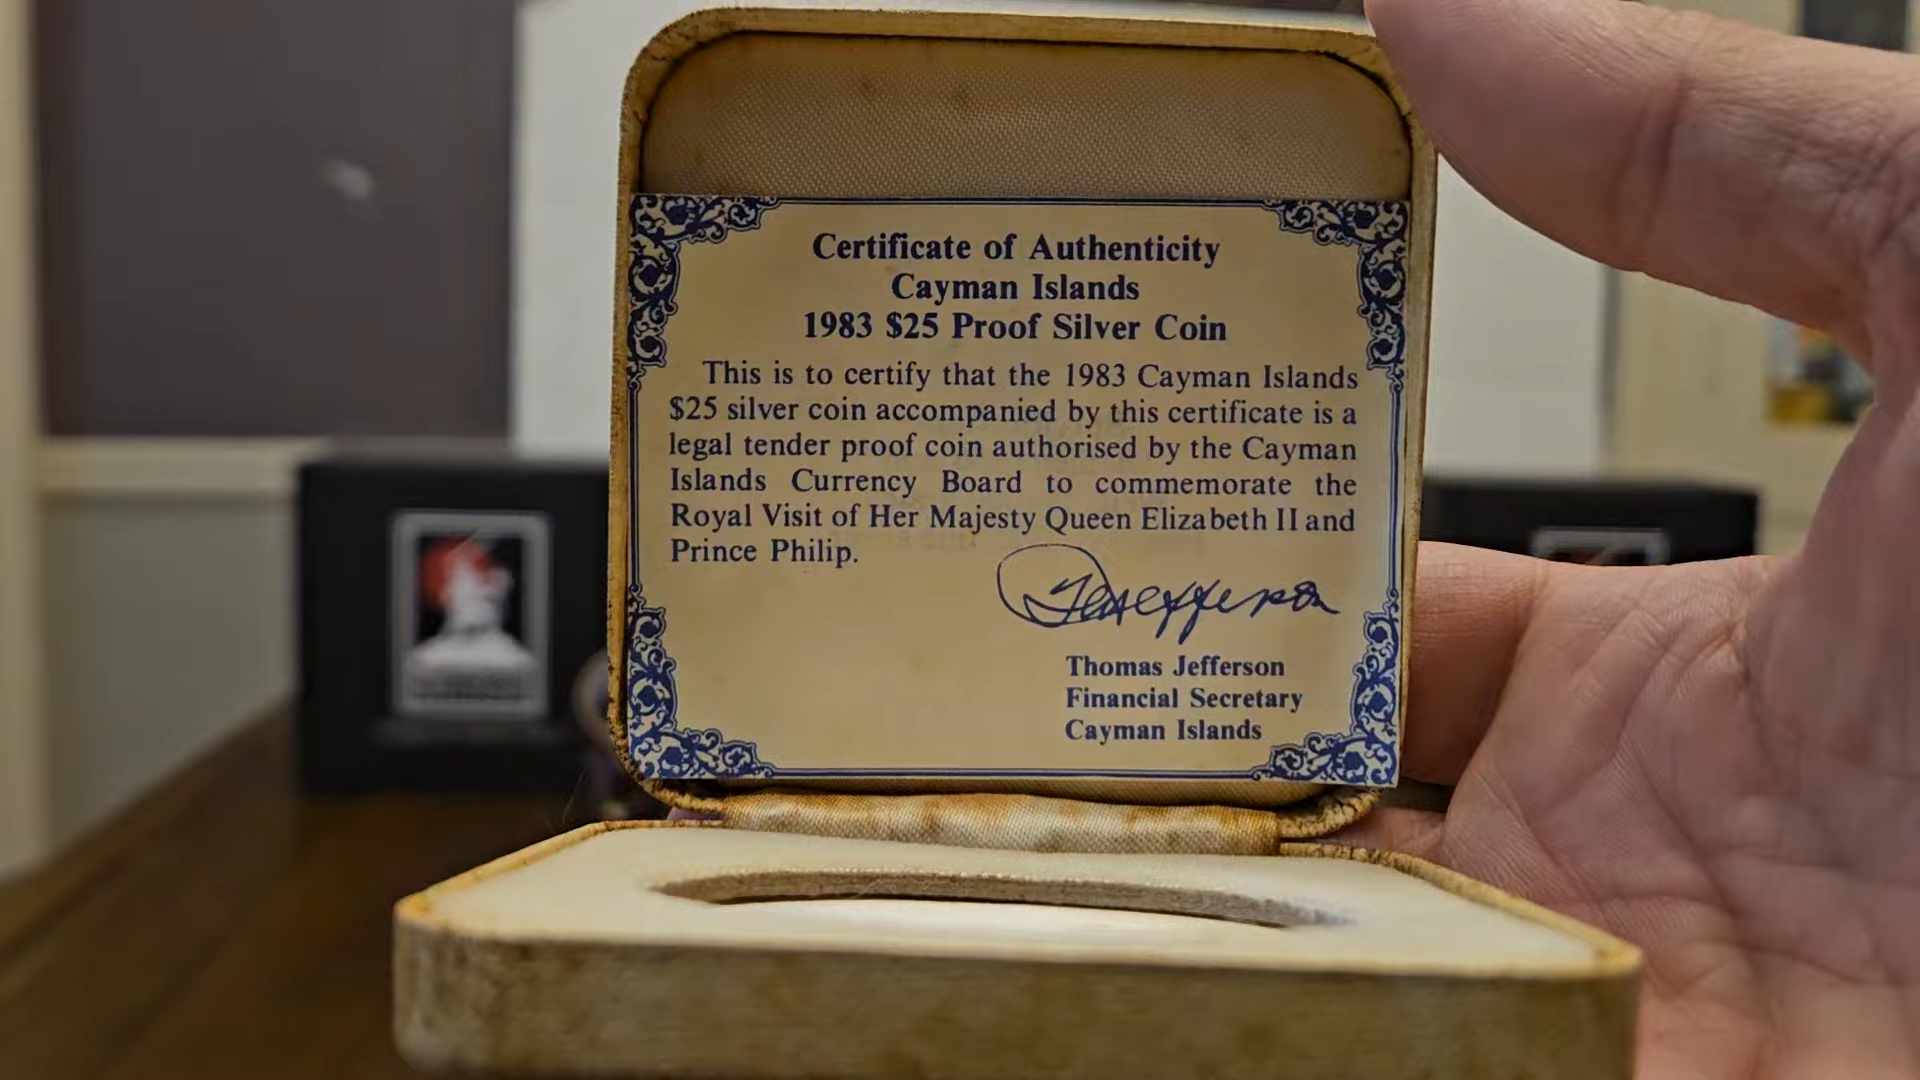 Certificate of Authenticity
Cayman Islands
1983 $25 Proof Silver Coin
This is to certify that the 1983 Cayman Islands
$25 silver coin accompanied by this certificate is a
legal tender proof coin authorised by the Cayman
Islands Currency Board to commemorate the
Royal Visit of Her Majesty Queen Elizabeth II and
Prince Philip.
Thomas Jefferson
Financial Secretary
Cayman Islands